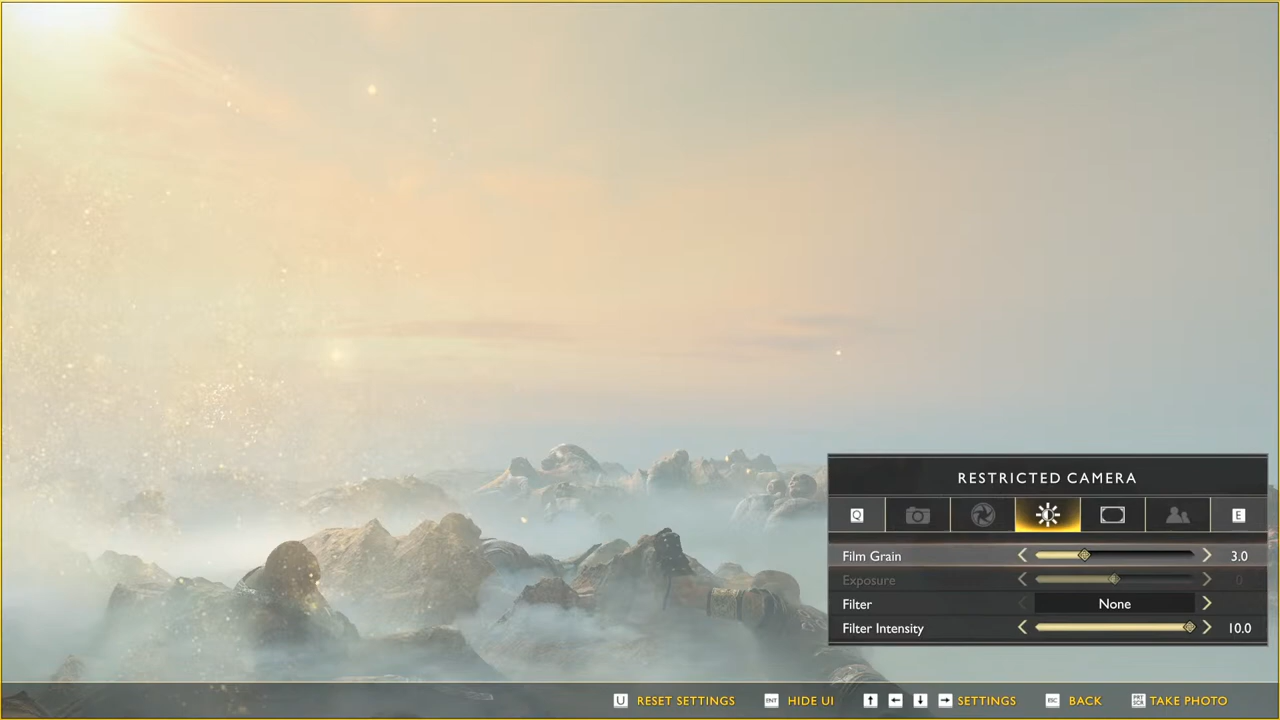 RESTRICTED CAMERA
Q E
Film Grain 3.0
Exposure 0
Filter None
Filter Intensity 10.0
U RESET SETTINGS ENT HIDE UI SETTINGS ESC BACK PRT SCR TAKE PHOTO